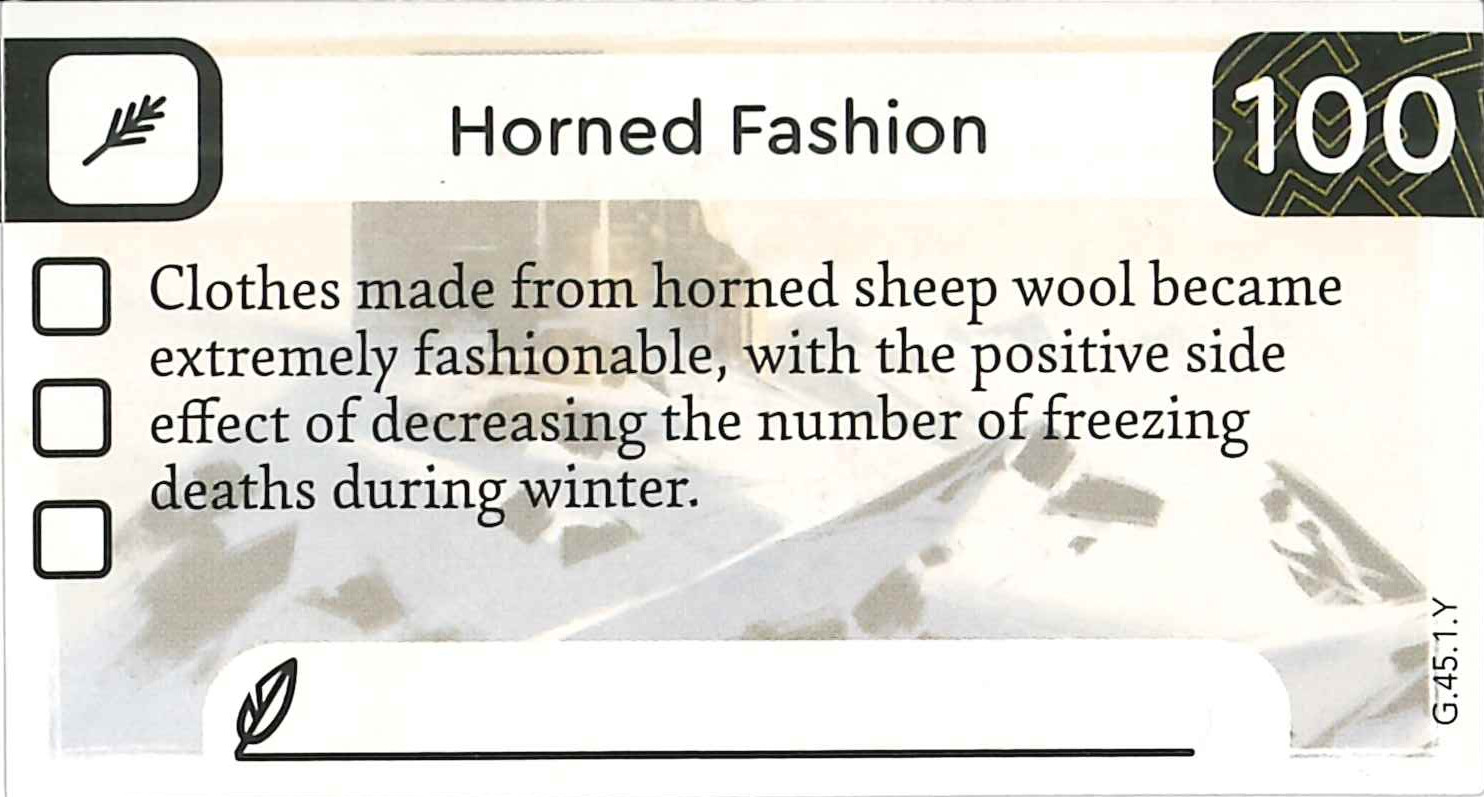 Horned Fashion
100
Clothes made from horned sheep wool became
extremely fashionable, with the positive side
effect of decreasing the number of freezing
deaths during winter.
G.45.1.Y